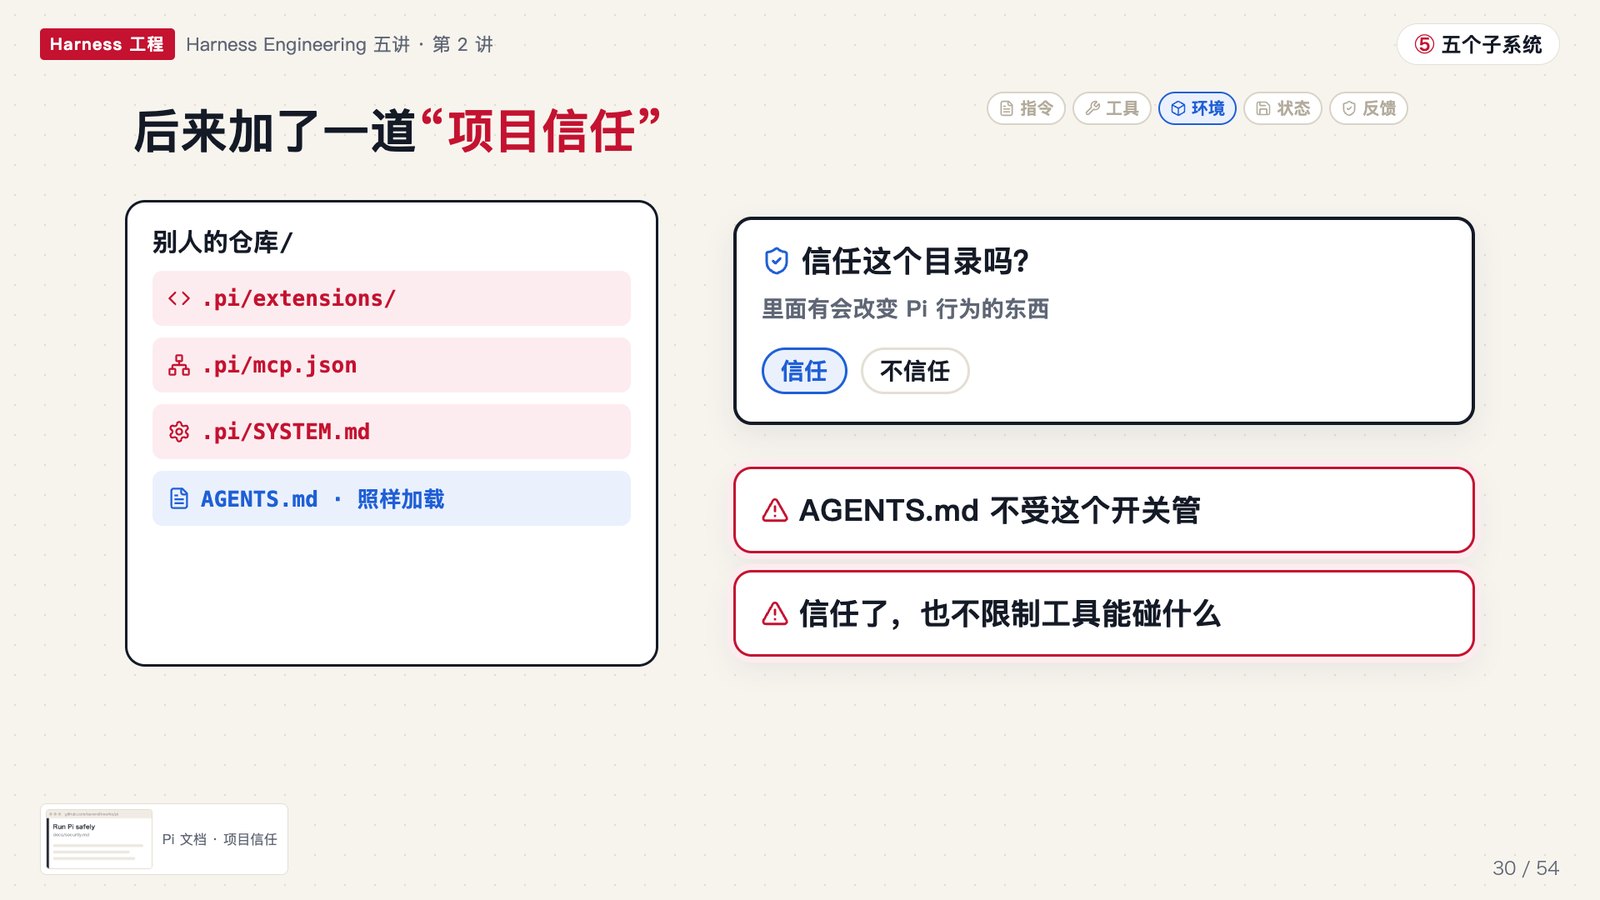 Harness 工程
Harness Engineering 五讲 · 第 2 讲
⑤ 五个子系统
后来加了一道“项目信任”
指令
工具
环境
状态
反馈
别人的仓库/
.pi/extensions/
.pi/mcp.json
.pi/SYSTEM.md
AGENTS.md · 照样加载
信任这个目录吗?
里面有会改变 Pi 行为的东西
信任
不信任
AGENTS.md 不受这个开关管
信任了，也不限制工具能碰什么
Run Pi safely
Pi 文档 · 项目信任
30 / 54